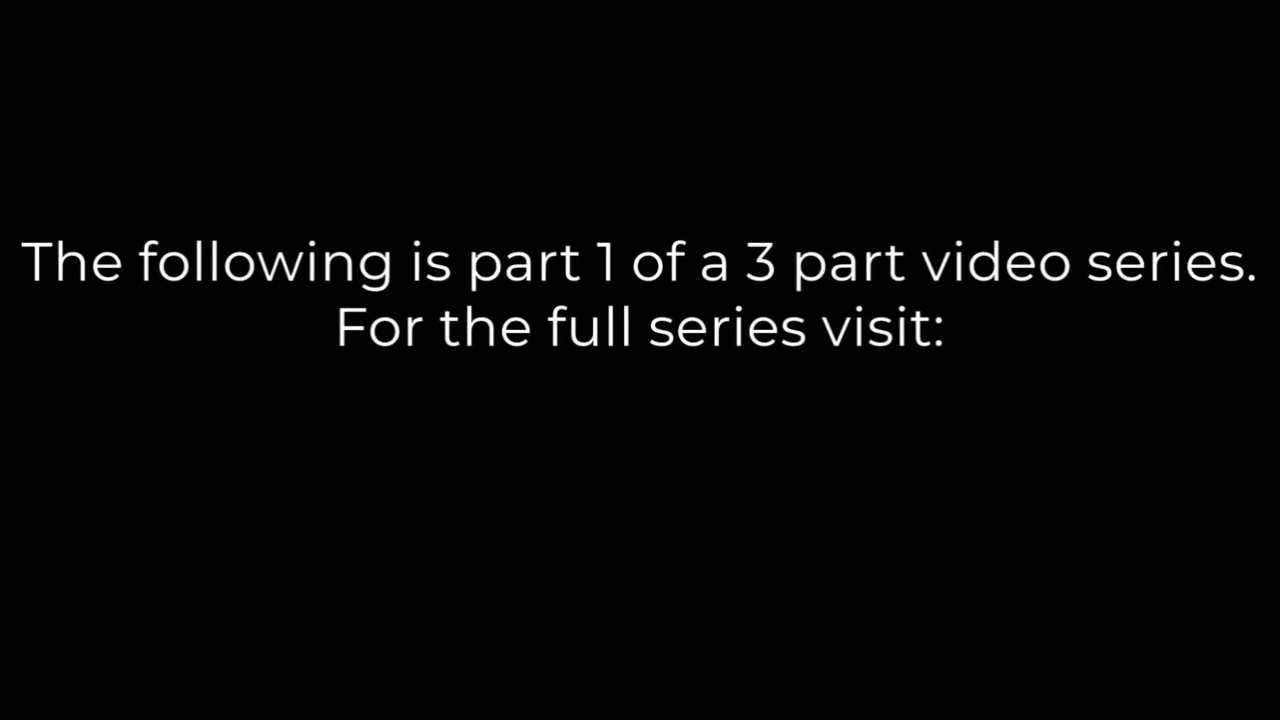 The following is part 1 of a 3 part video series.
For the full series visit: